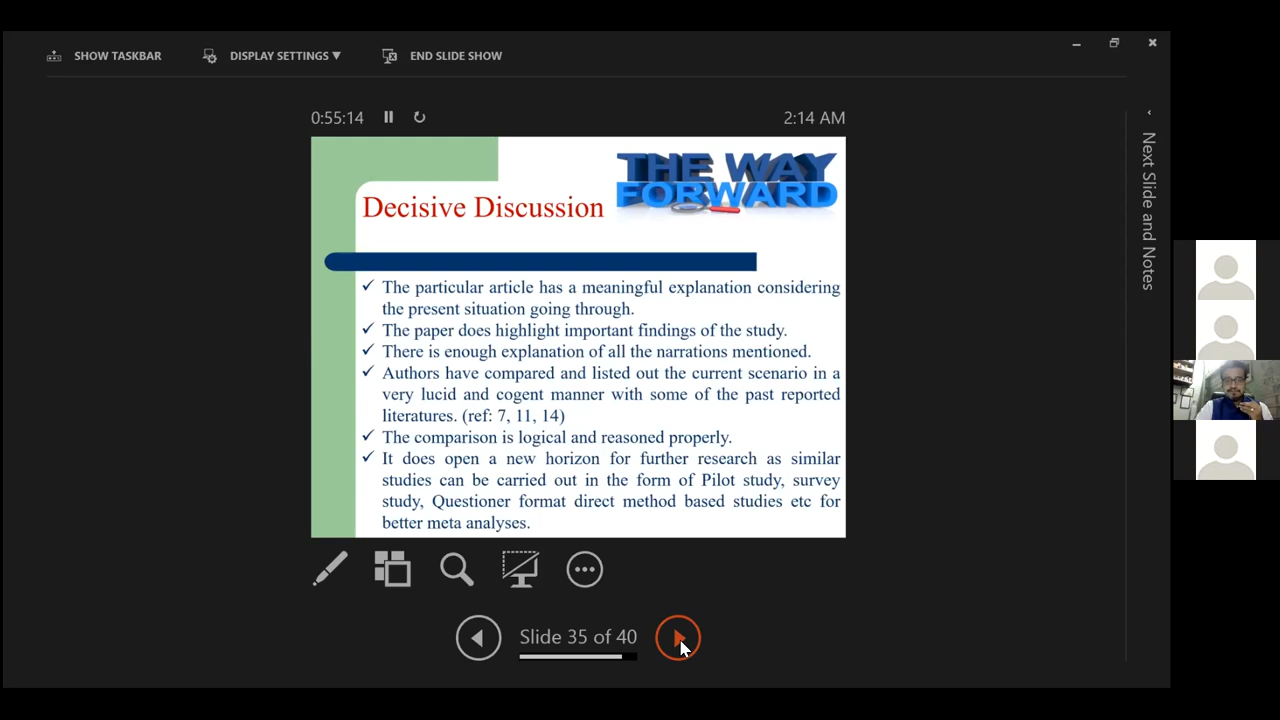 SHOW TASKBAR DISPLAY SETTINGS ▼ END SLIDE SHOW
0:55:14 2:14 AM
THE WAY
FORWARD
Decisive Discussion
✓ The particular article has a meaningful explanation considering
the present situation going through.
✓ The paper does highlight important findings of the study.
✓ There is enough explanation of all the narrations mentioned.
✓ Authors have compared and listed out the current scenario in a
very lucid and cogent manner with some of the past reported
literatures. (ref: 7, 11, 14)
✓ The comparison is logical and reasoned properly.
✓ It does open a new horizon for further research as similar
studies can be carried out in the form of Pilot study, survey
study, Questioner format direct method based studies etc for
better meta analyses.
Slide 35 of 40
Next Slide and Notes